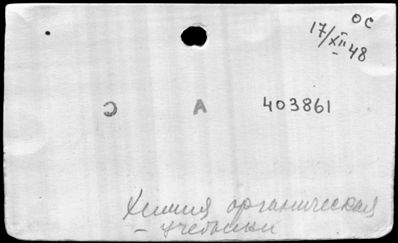 ОС
17/XII 48
С А 403861
Химия органическая
– учебники